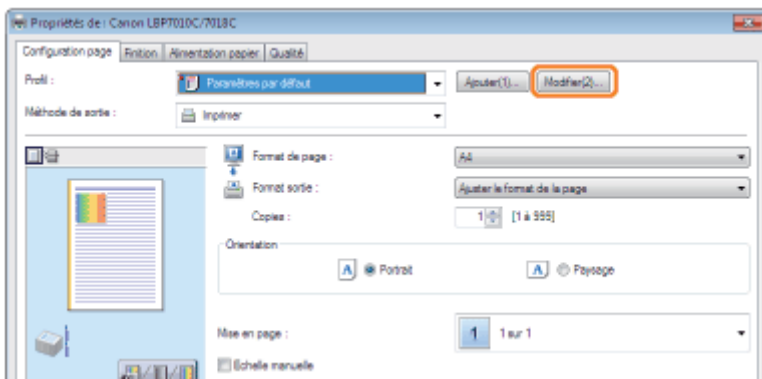 Propriétés de : Canon LBP7010C/7018C
Configuration page Finition Alimentation papier Qualité
Profil : Paramètres par défaut Ajouter(1)... Modifier(2)...
Méthode de sortie : Imprimer
Format de page : A4
Format sortie : Ajuster le format de la page
Copies : 1 [1 à 999]
Orientation
A Portrait A Paysage
Mise en page : 1 1 sur 1
Echelle manuelle